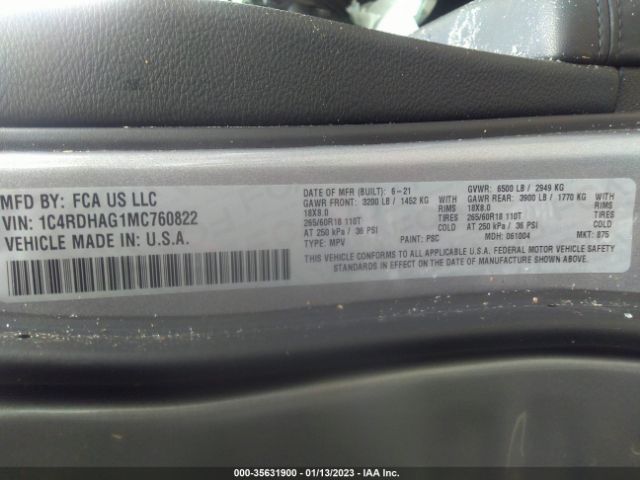 MFD BY: FCA US LLC
VIN: 1C4RDHAG1MC760822
VEHICLE MADE IN: U.S.A.
DATE OF MFR (BUILT): 6-21
GAWR FRONT: 3200 LB / 1452 KG WITH
18X8.0 RIMS
265/60R18 110T TIRES
AT 250 kPa / 36 PSI COLD
TYPE: MPV PAINT: PSC MDH: 061004 MKT: 875
GVWR: 6500 LB / 2949 KG
GAWR REAR: 3900 LB / 1770 KG WITH
18X8.0 RIMS
265/60R18 110T TIRES
AT 250 kPa / 36 PSI COLD
THIS VEHICLE CONFORMS TO ALL APPLICABLE U.S.A. FEDERAL MOTOR VEHICLE SAFETY
STANDARDS IN EFFECT ON THE DATE OF MANUFACTURE SHOWN ABOVE.
000-35631900 - 01/13/2023 - IAA Inc.